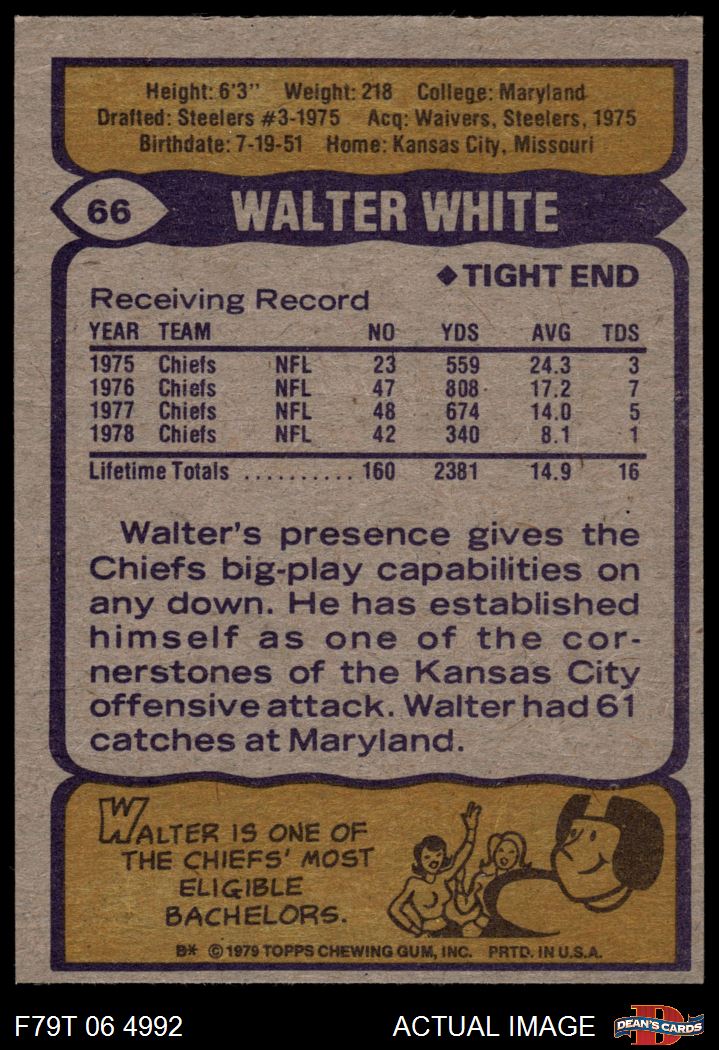 Height: 6'3" Weight: 218 College: Maryland
Drafted: Steelers #3-1975 Acq: Waivers, Steelers, 1975
Birthdate: 7-19-51 Home: Kansas City, Missouri
66 WALTER WHITE
◆ TIGHT END
Receiving Record
YEAR TEAM NO YDS AVG TDS
1975 Chiefs NFL 23 559 24.3 3
1976 Chiefs NFL 47 808 17.2 7
1977 Chiefs NFL 48 674 14.0 5
1978 Chiefs NFL 42 340 8.1 1
Lifetime Totals .......... 160 2381 14.9 16
Walter's presence gives the
Chiefs big-play capabilities on
any down. He has established
himself as one of the cor-
nerstones of the Kansas City
offensive attack. Walter had 61
catches at Maryland.
WALTER IS ONE OF
THE CHIEFS' MOST
ELIGIBLE
BACHELORS.
B* © 1979 TOPPS CHEWING GUM, INC. PRTD. IN U.S.A.
F79T 06 4992 ACTUAL IMAGE D DEAN'S CARDS